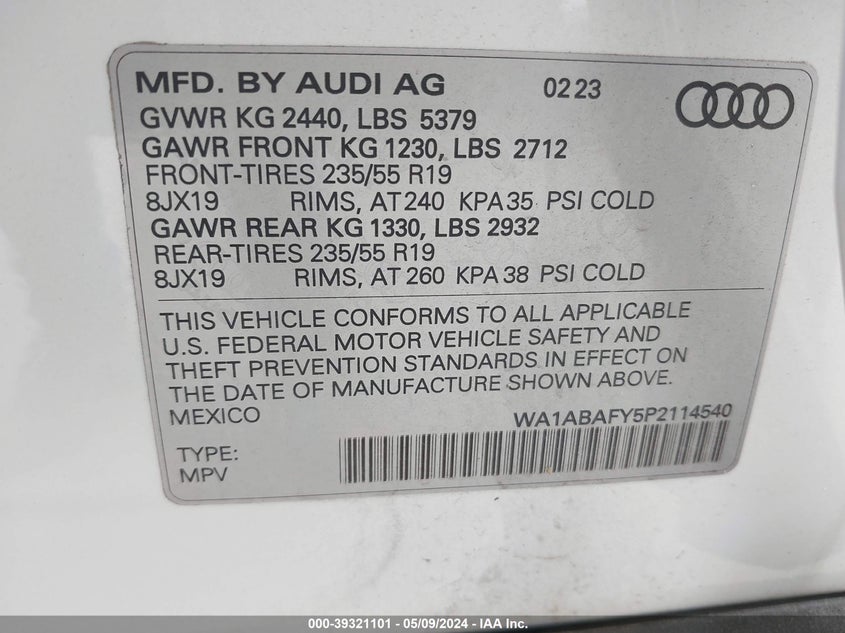 MFD. BY AUDI AG 02 23
GVWR KG 2440, LBS 5379
GAWR FRONT KG 1230, LBS 2712
FRONT-TIRES 235/55 R19
8JX19 RIMS, AT 240 KPA 35 PSI COLD
GAWR REAR KG 1330, LBS 2932
REAR-TIRES 235/55 R19
8JX19 RIMS, AT 260 KPA 38 PSI COLD
THIS VEHICLE CONFORMS TO ALL APPLICABLE
U.S. FEDERAL MOTOR VEHICLE SAFETY AND
THEFT PREVENTION STANDARDS IN EFFECT ON
THE DATE OF MANUFACTURE SHOWN ABOVE.
MEXICO WA1ABAFY5P2114540
TYPE:
MPV
000-39321101 - 05/09/2024 - IAA Inc.